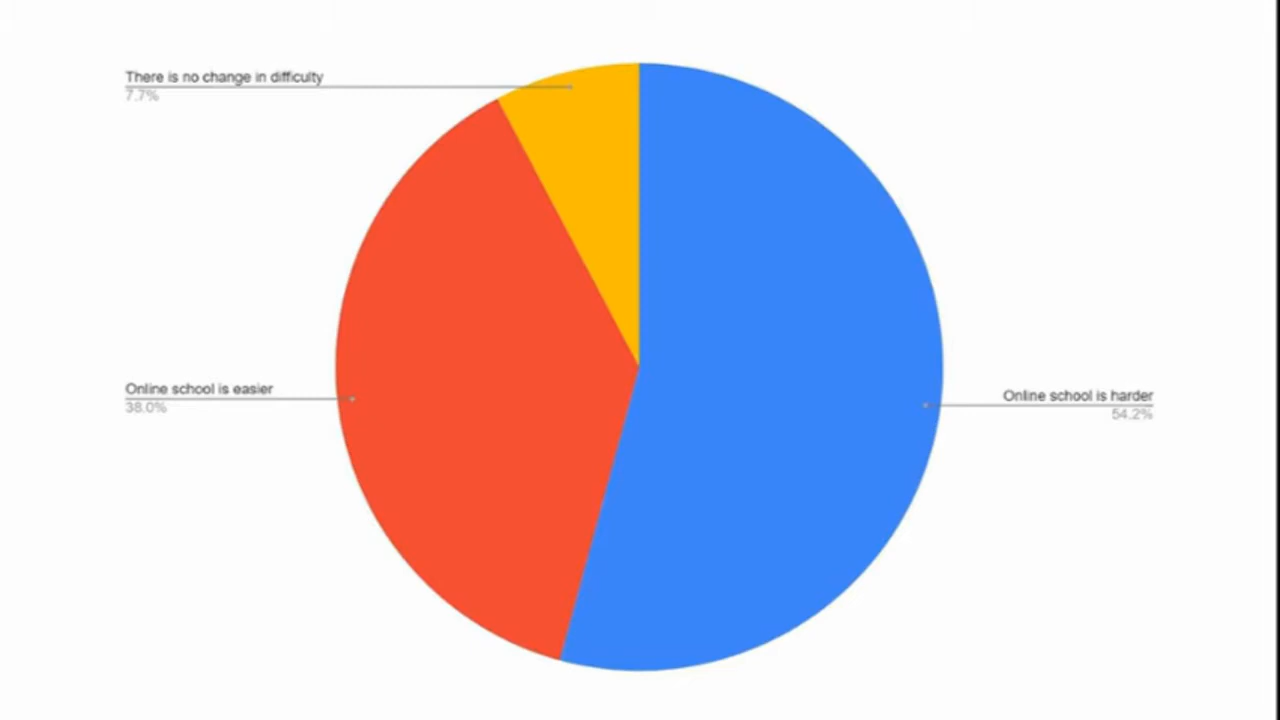 There is no change in difficulty
7.7%
Online school is easier
38.0%
Online school is harder
54.2%